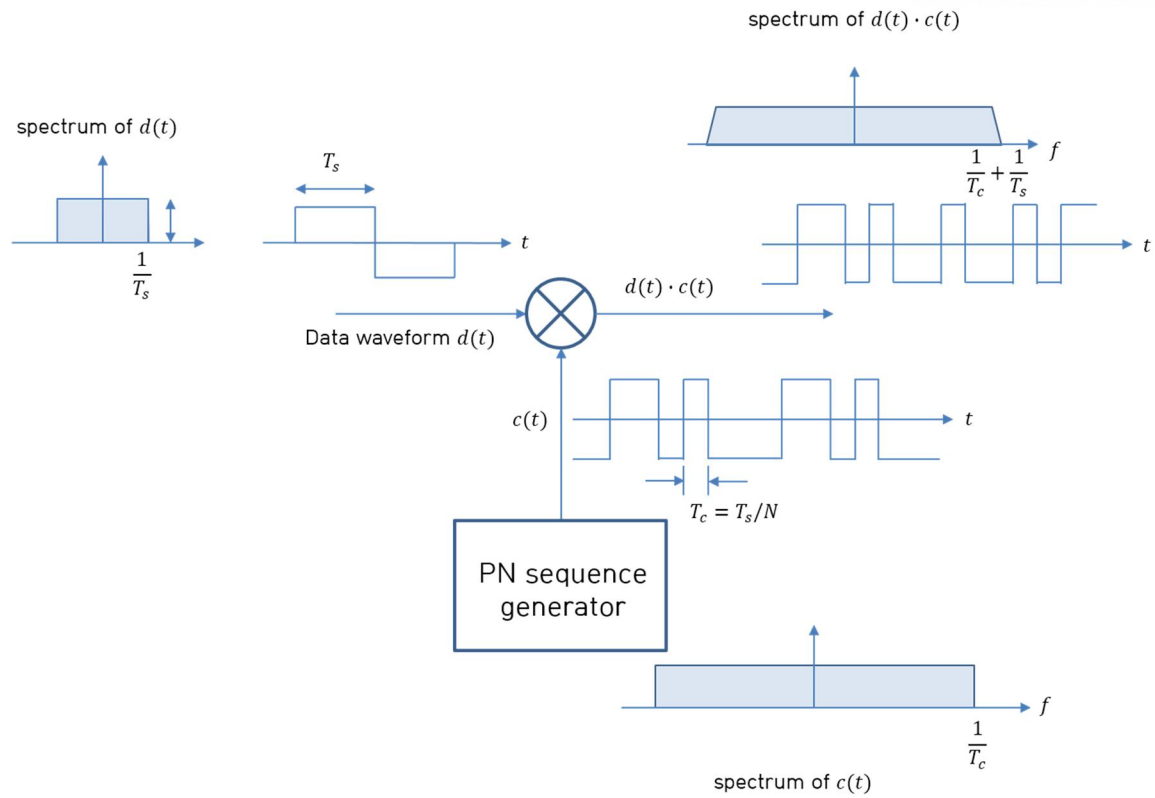 spectrum of d(t) · c(t)
spectrum of d(t)
f
1/T_c + 1/T_s
T_s
t
1/T_s
t
d(t) · c(t)
Data waveform d(t)
c(t)
t
T_c = T_s/N
PN sequence
generator
f
1/T_c
spectrum of c(t)